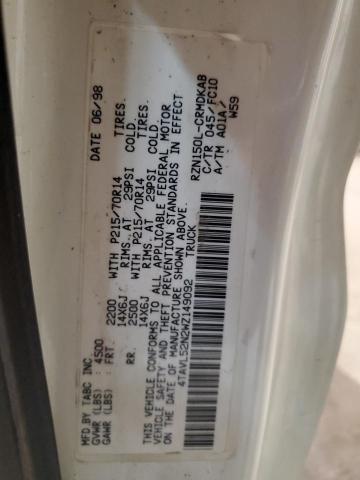 MFD BY TABC INC DATE 06/98
GVWR (LBS) : 4500
GAWR (LBS) : FRT. 2200 WITH P215/70R14 TIRES.
14X6J RIMS. AT 29PSI COLD.
RR. 2500 WITH P215/70R14 TIRES.
14X6J RIMS. AT 29PSI COLD.
THIS VEHICLE CONFORMS TO ALL APPLICABLE FEDERAL MOTOR
VEHICLE SAFETY AND THEFT PREVENTION STANDARDS IN EFFECT
ON THE DATE OF MANUFACTURE SHOWN ABOVE.
4TAVL52N2WZ149092 TRUCK
RZN150L-CRMDKAB
C/TR 045/FC10
A/TM A01A/
W59